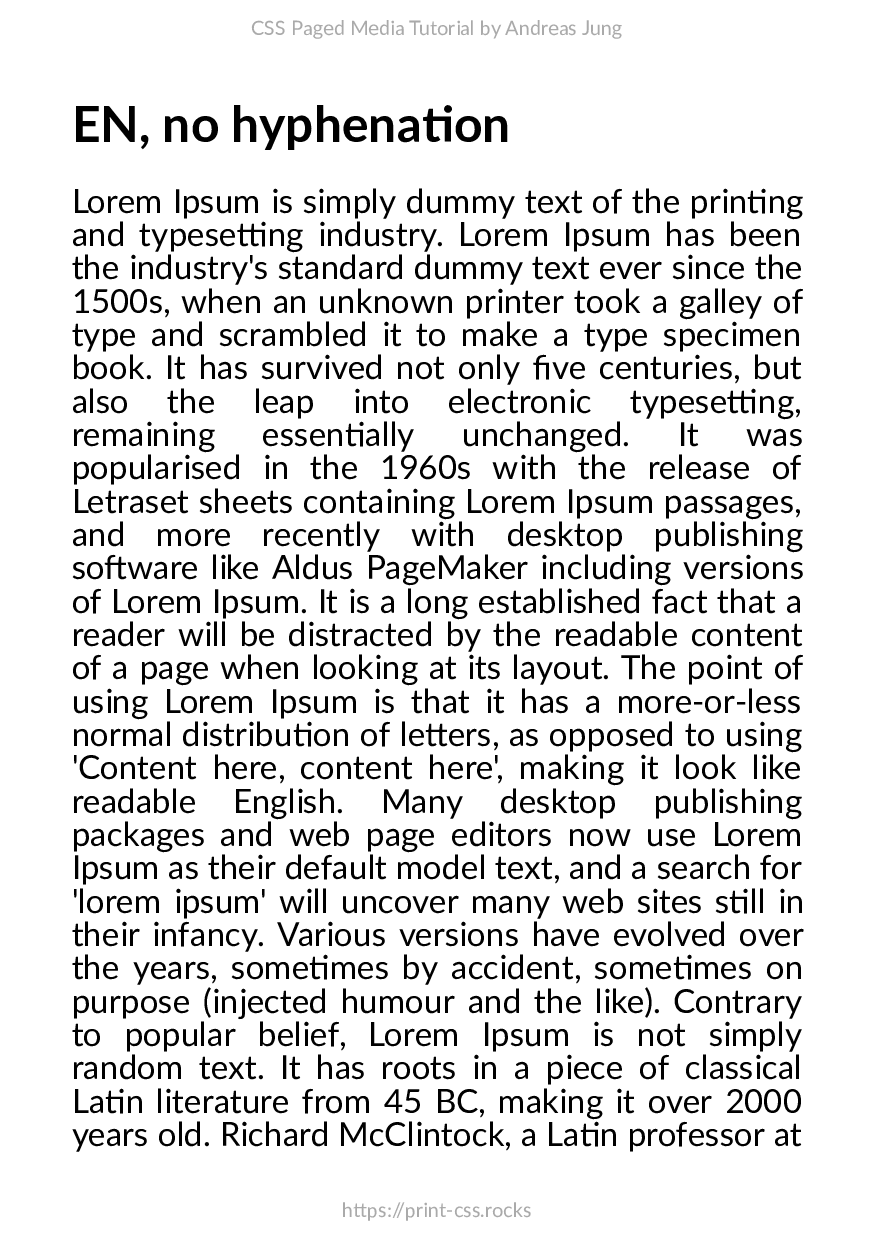 CSS Paged Media Tutorial by Andreas Jung
EN, no hyphenation
Lorem Ipsum is simply dummy text of the printing
and typesetting industry. Lorem Ipsum has been
the industry's standard dummy text ever since the
1500s, when an unknown printer took a galley of
type and scrambled it to make a type specimen
book. It has survived not only five centuries, but
also the leap into electronic typesetting,
remaining essentially unchanged. It was
popularised in the 1960s with the release of
Letraset sheets containing Lorem Ipsum passages,
and more recently with desktop publishing
software like Aldus PageMaker including versions
of Lorem Ipsum. It is a long established fact that a
reader will be distracted by the readable content
of a page when looking at its layout. The point of
using Lorem Ipsum is that it has a more-or-less
normal distribution of letters, as opposed to using
'Content here, content here', making it look like
readable English. Many desktop publishing
packages and web page editors now use Lorem
Ipsum as their default model text, and a search for
'lorem ipsum' will uncover many web sites still in
their infancy. Various versions have evolved over
the years, sometimes by accident, sometimes on
purpose (injected humour and the like). Contrary
to popular belief, Lorem Ipsum is not simply
random text. It has roots in a piece of classical
Latin literature from 45 BC, making it over 2000
years old. Richard McClintock, a Latin professor at
https://print-css.rocks